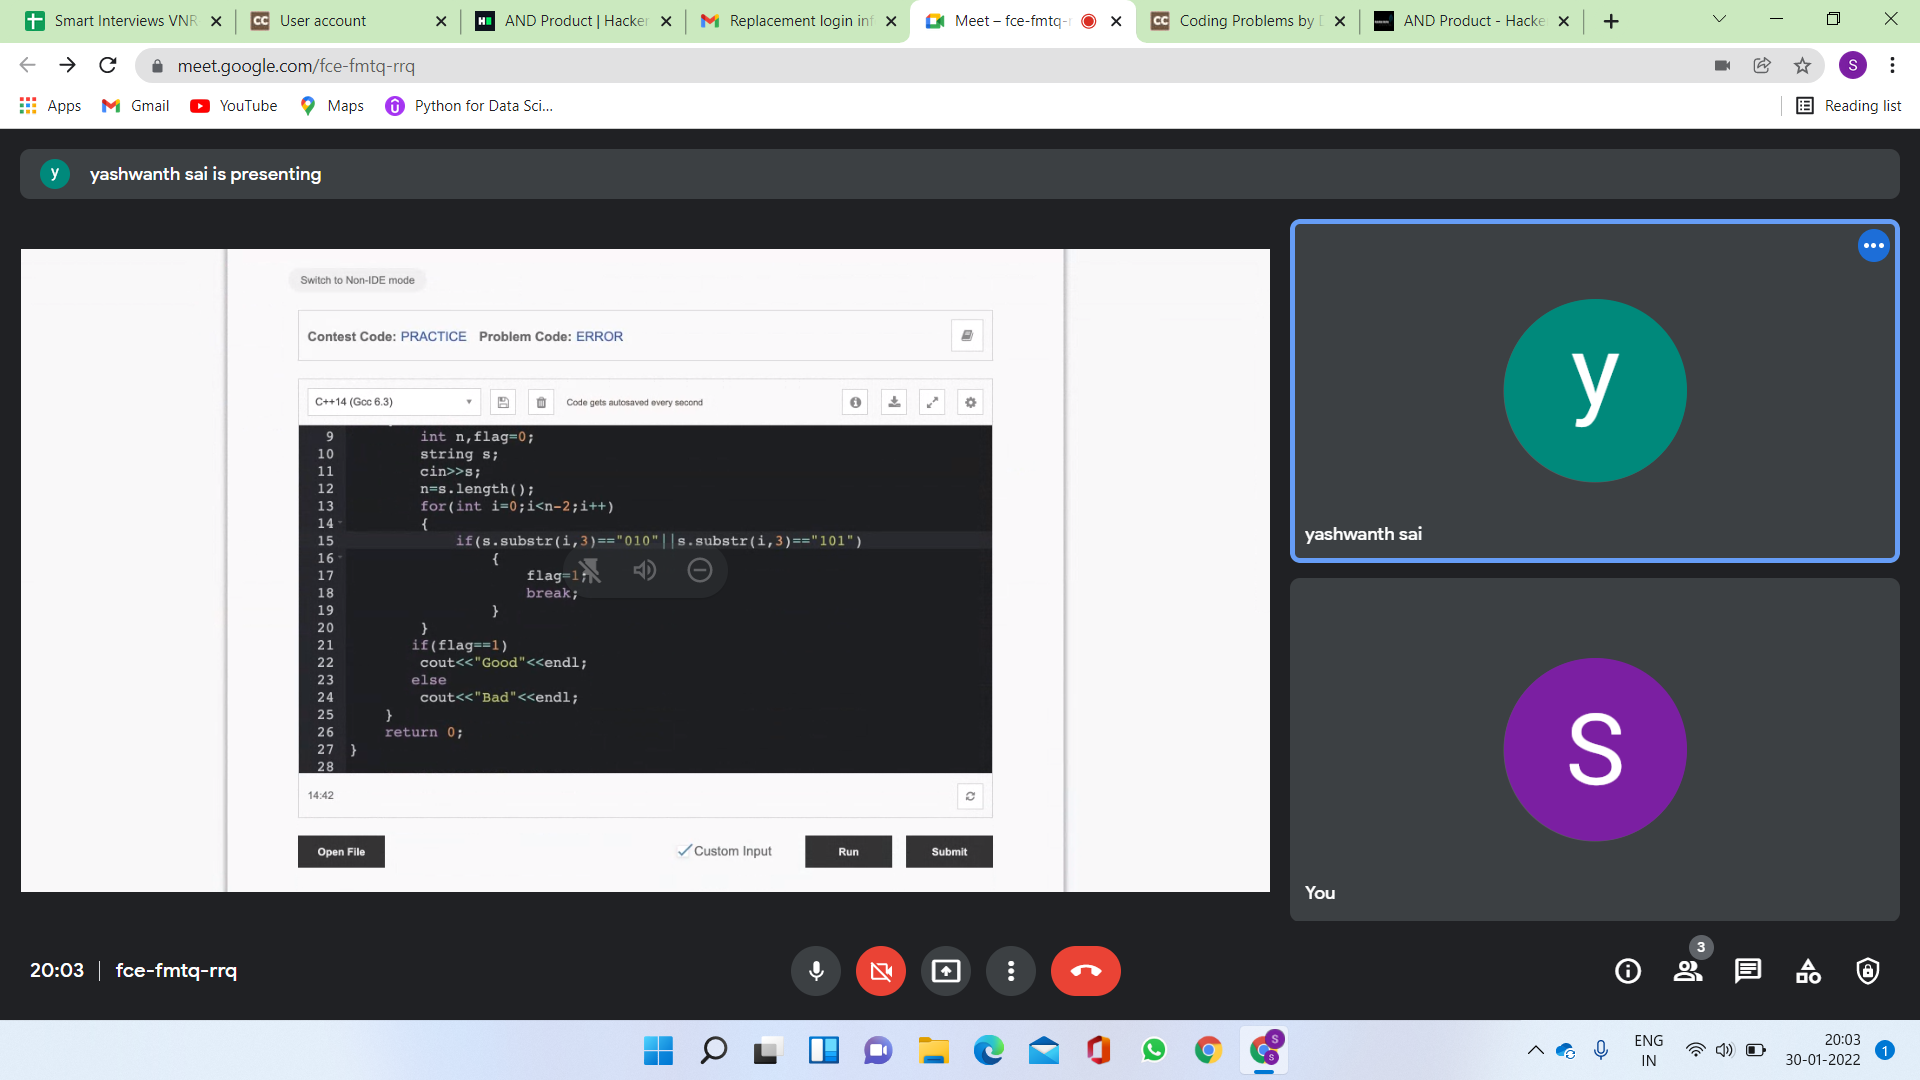 Smart Interviews VNR
User account
AND Product | Hacker
Replacement login inf
Meet – fce-fmtq-r
Coding Problems by D
AND Product - Hacke
meet.google.com/fce-fmtq-rrq
S
Apps
Gmail
YouTube
Maps
Python for Data Sci...
Reading list
y
yashwanth sai is presenting
Switch to Non-IDE mode
Contest Code: PRACTICE Problem Code: ERROR
C++14 (Gcc 6.3)
Code gets autosaved every second
9 int n,flag=0;
10 string s;
11 cin>>s;
12 n=s.length();
13 for(int i=0;i<n-2;i++)
14 {
15 if(s.substr(i,3)=="010"||s.substr(i,3)=="101")
16 {
17 flag=1;
18 break;
19 }
20 }
21 if(flag==1)
22 cout<<"Good"<<endl;
23 else
24 cout<<"Bad"<<endl;
25 }
26 return 0;
27 }
28
14:42
Open File
Custom Input
Run
Submit
y
yashwanth sai
S
You
20:03 | fce-fmtq-rrq
3
ENG
IN
20:03
30-01-2022
1